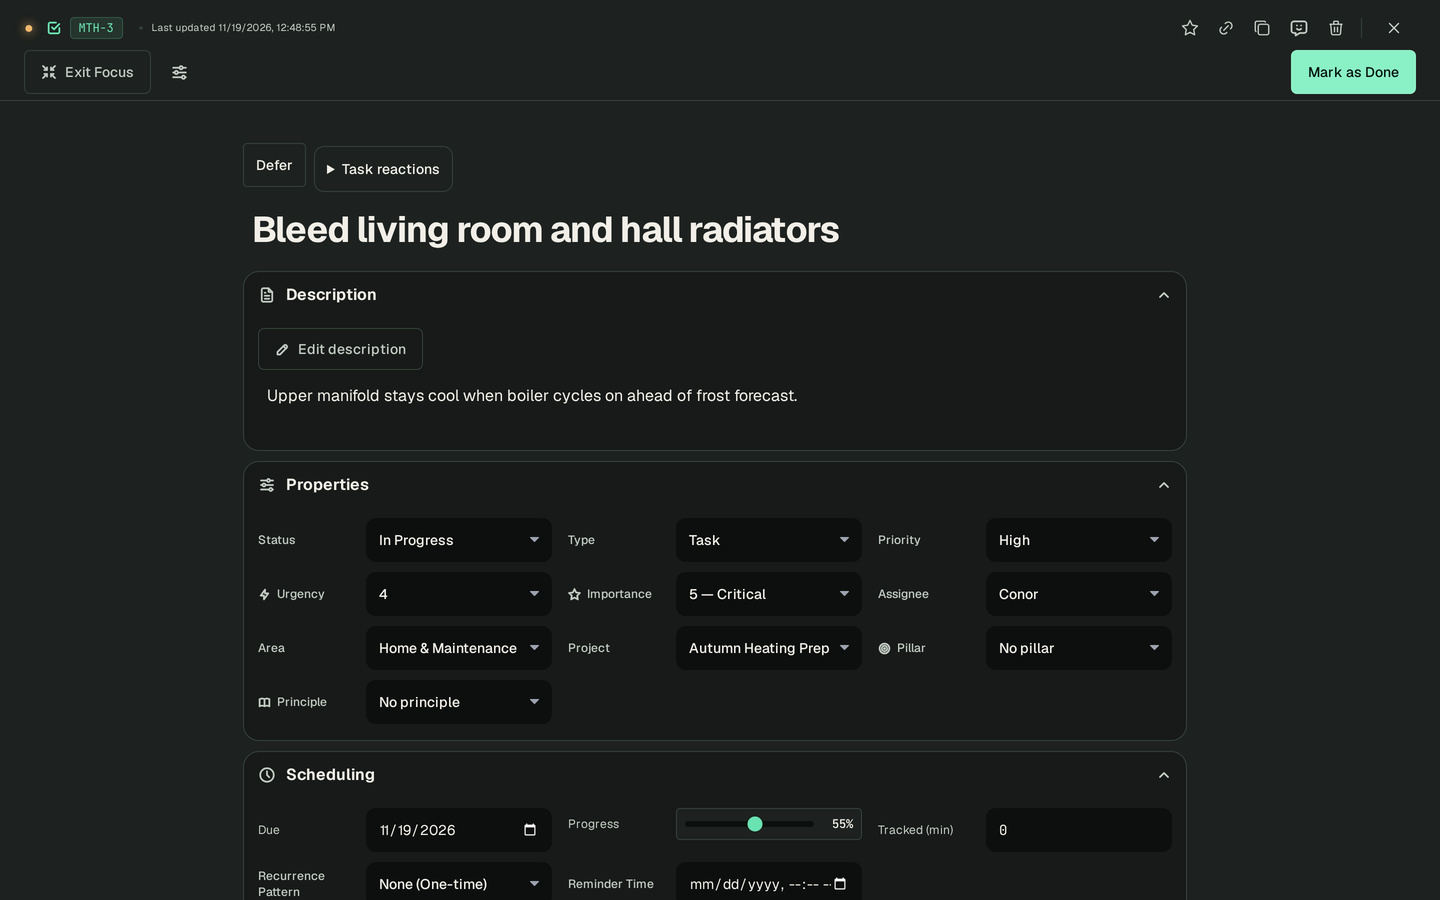 MTH-3
Last updated 11/19/2026, 12:48:55 PM
Exit Focus
Mark as Done
Defer
Task reactions
Bleed living room and hall radiators
Description
Edit description
Upper manifold stays cool when boiler cycles on ahead of frost forecast.
Properties
Status In Progress Type Task Priority High
Urgency 4 Importance 5 — Critical Assignee Conor
Area Home & Maintenance Project Autumn Heating Prep Pillar No pillar
Principle No principle
Scheduling
Due 11/19/2026 Progress 55% Tracked (min) 0
Recurrence Pattern None (One-time) Reminder Time mm/dd/yyyy, --:-- -